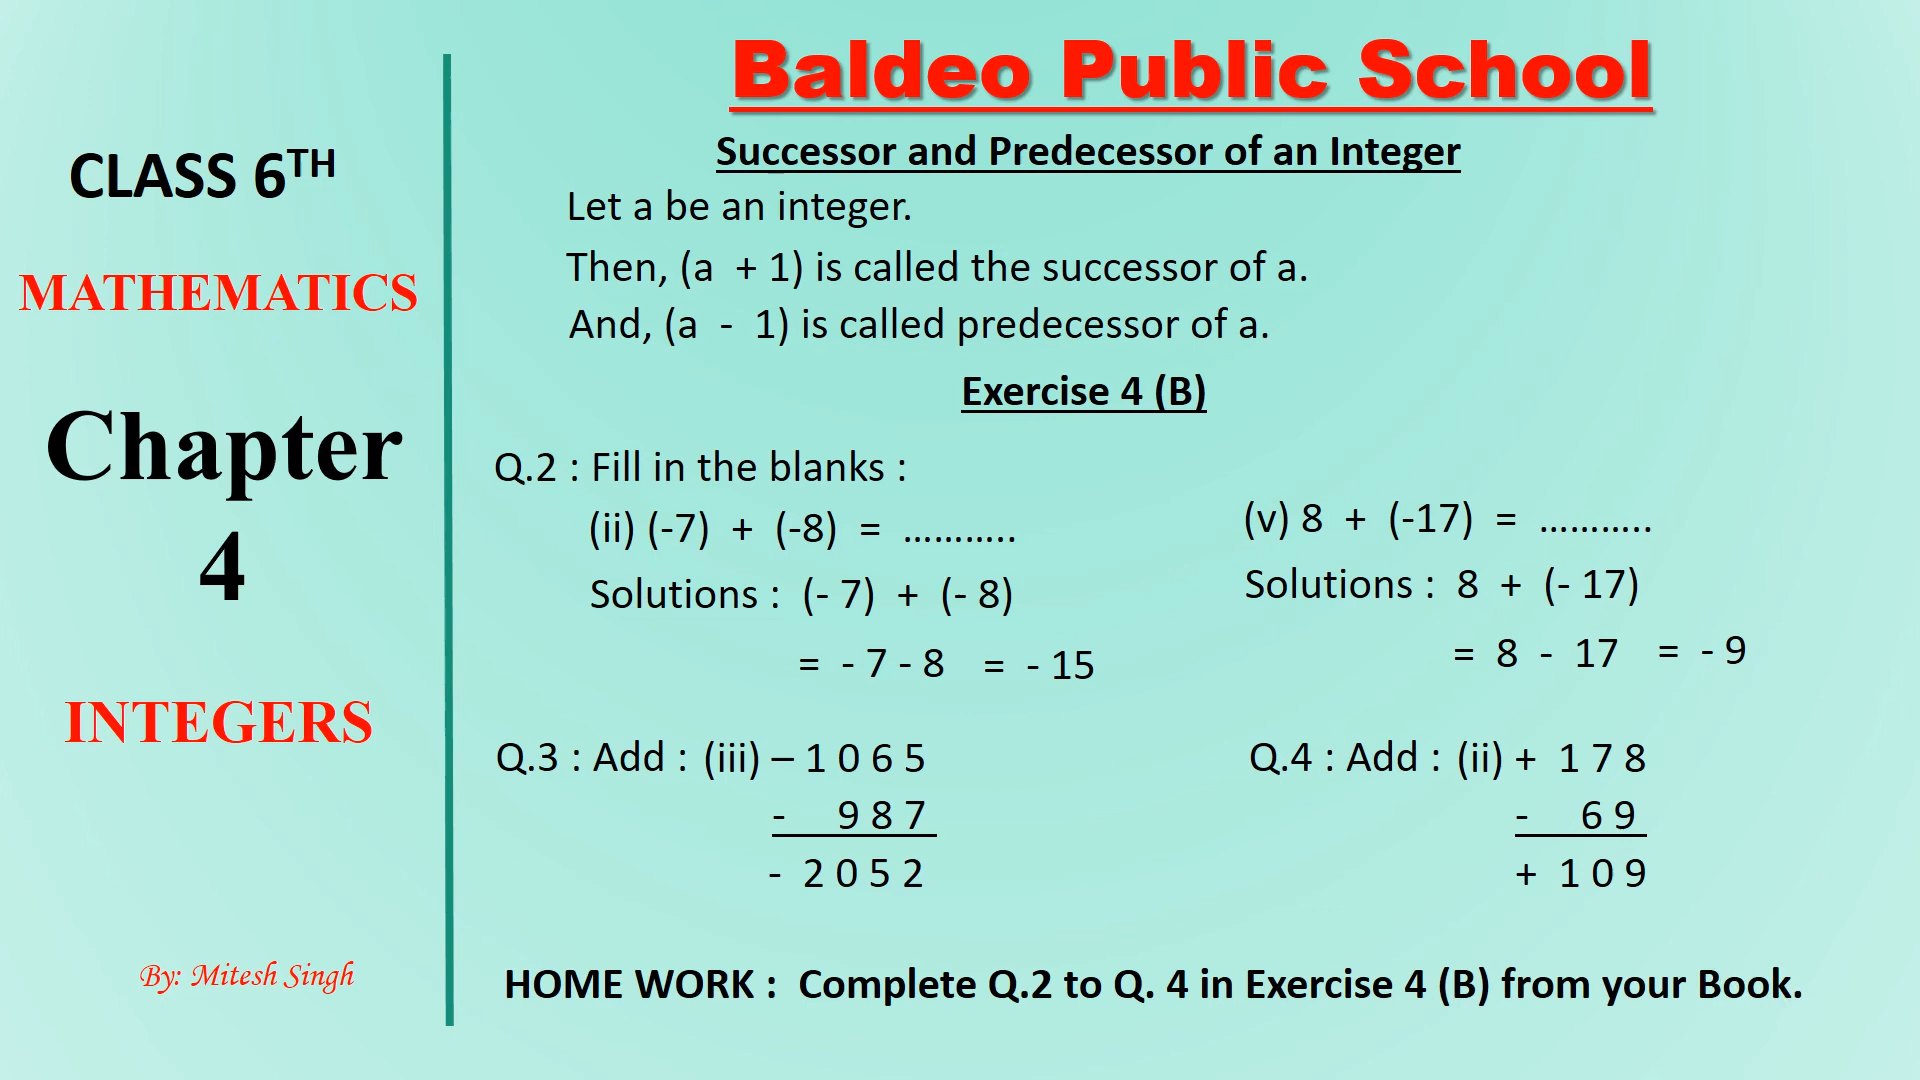 CLASS 6TH
MATHEMATICS
Chapter
4
INTEGERS
By: Mitesh Singh
Baldeo Public School
Successor and Predecessor of an Integer
Let a be an integer.
Then, (a + 1) is called the successor of a.
And, (a - 1) is called predecessor of a.
Exercise 4 (B)
Q.2 : Fill in the blanks :
(ii) (-7) + (-8) = ………..
Solutions : (- 7) + (- 8)
= - 7 - 8 = - 15
(v) 8 + (-17) = ………..
Solutions : 8 + (- 17)
= 8 - 17 = - 9
Q.3 : Add : (iii) – 1 0 6 5
- 9 8 7
- 2 0 5 2
Q.4 : Add : (ii) + 1 7 8
- 6 9
+ 1 0 9
HOME WORK : Complete Q.2 to Q. 4 in Exercise 4 (B) from your Book.